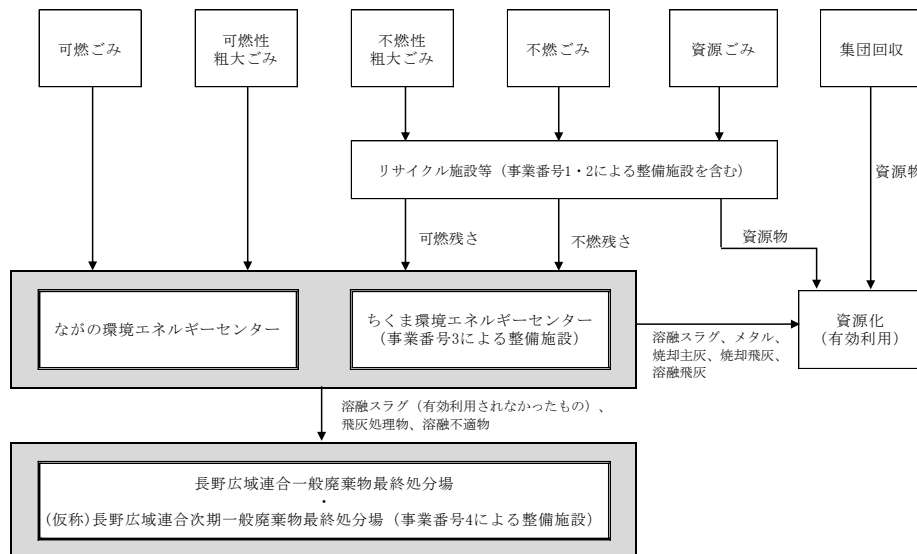 可燃ごみ
可燃性
粗大ごみ
不燃性
粗大ごみ
不燃ごみ
資源ごみ
集団回収
リサイクル施設等（事業番号1・2による整備施設を含む）
資源物
可燃残さ
不燃残さ
資源物
ながの環境エネルギーセンター
ちくま環境エネルギーセンター
（事業番号3による整備施設）
資源化
（有効利用）
溶融スラグ、メタル、
焼却主灰、焼却飛灰、
溶融飛灰
溶融スラグ（有効利用されなかったもの）、
飛灰処理物、溶融不適物
長野広域連合一般廃棄物最終処分場
・
(仮称)長野広域連合次期一般廃棄物最終処分場（事業番号4による整備施設）